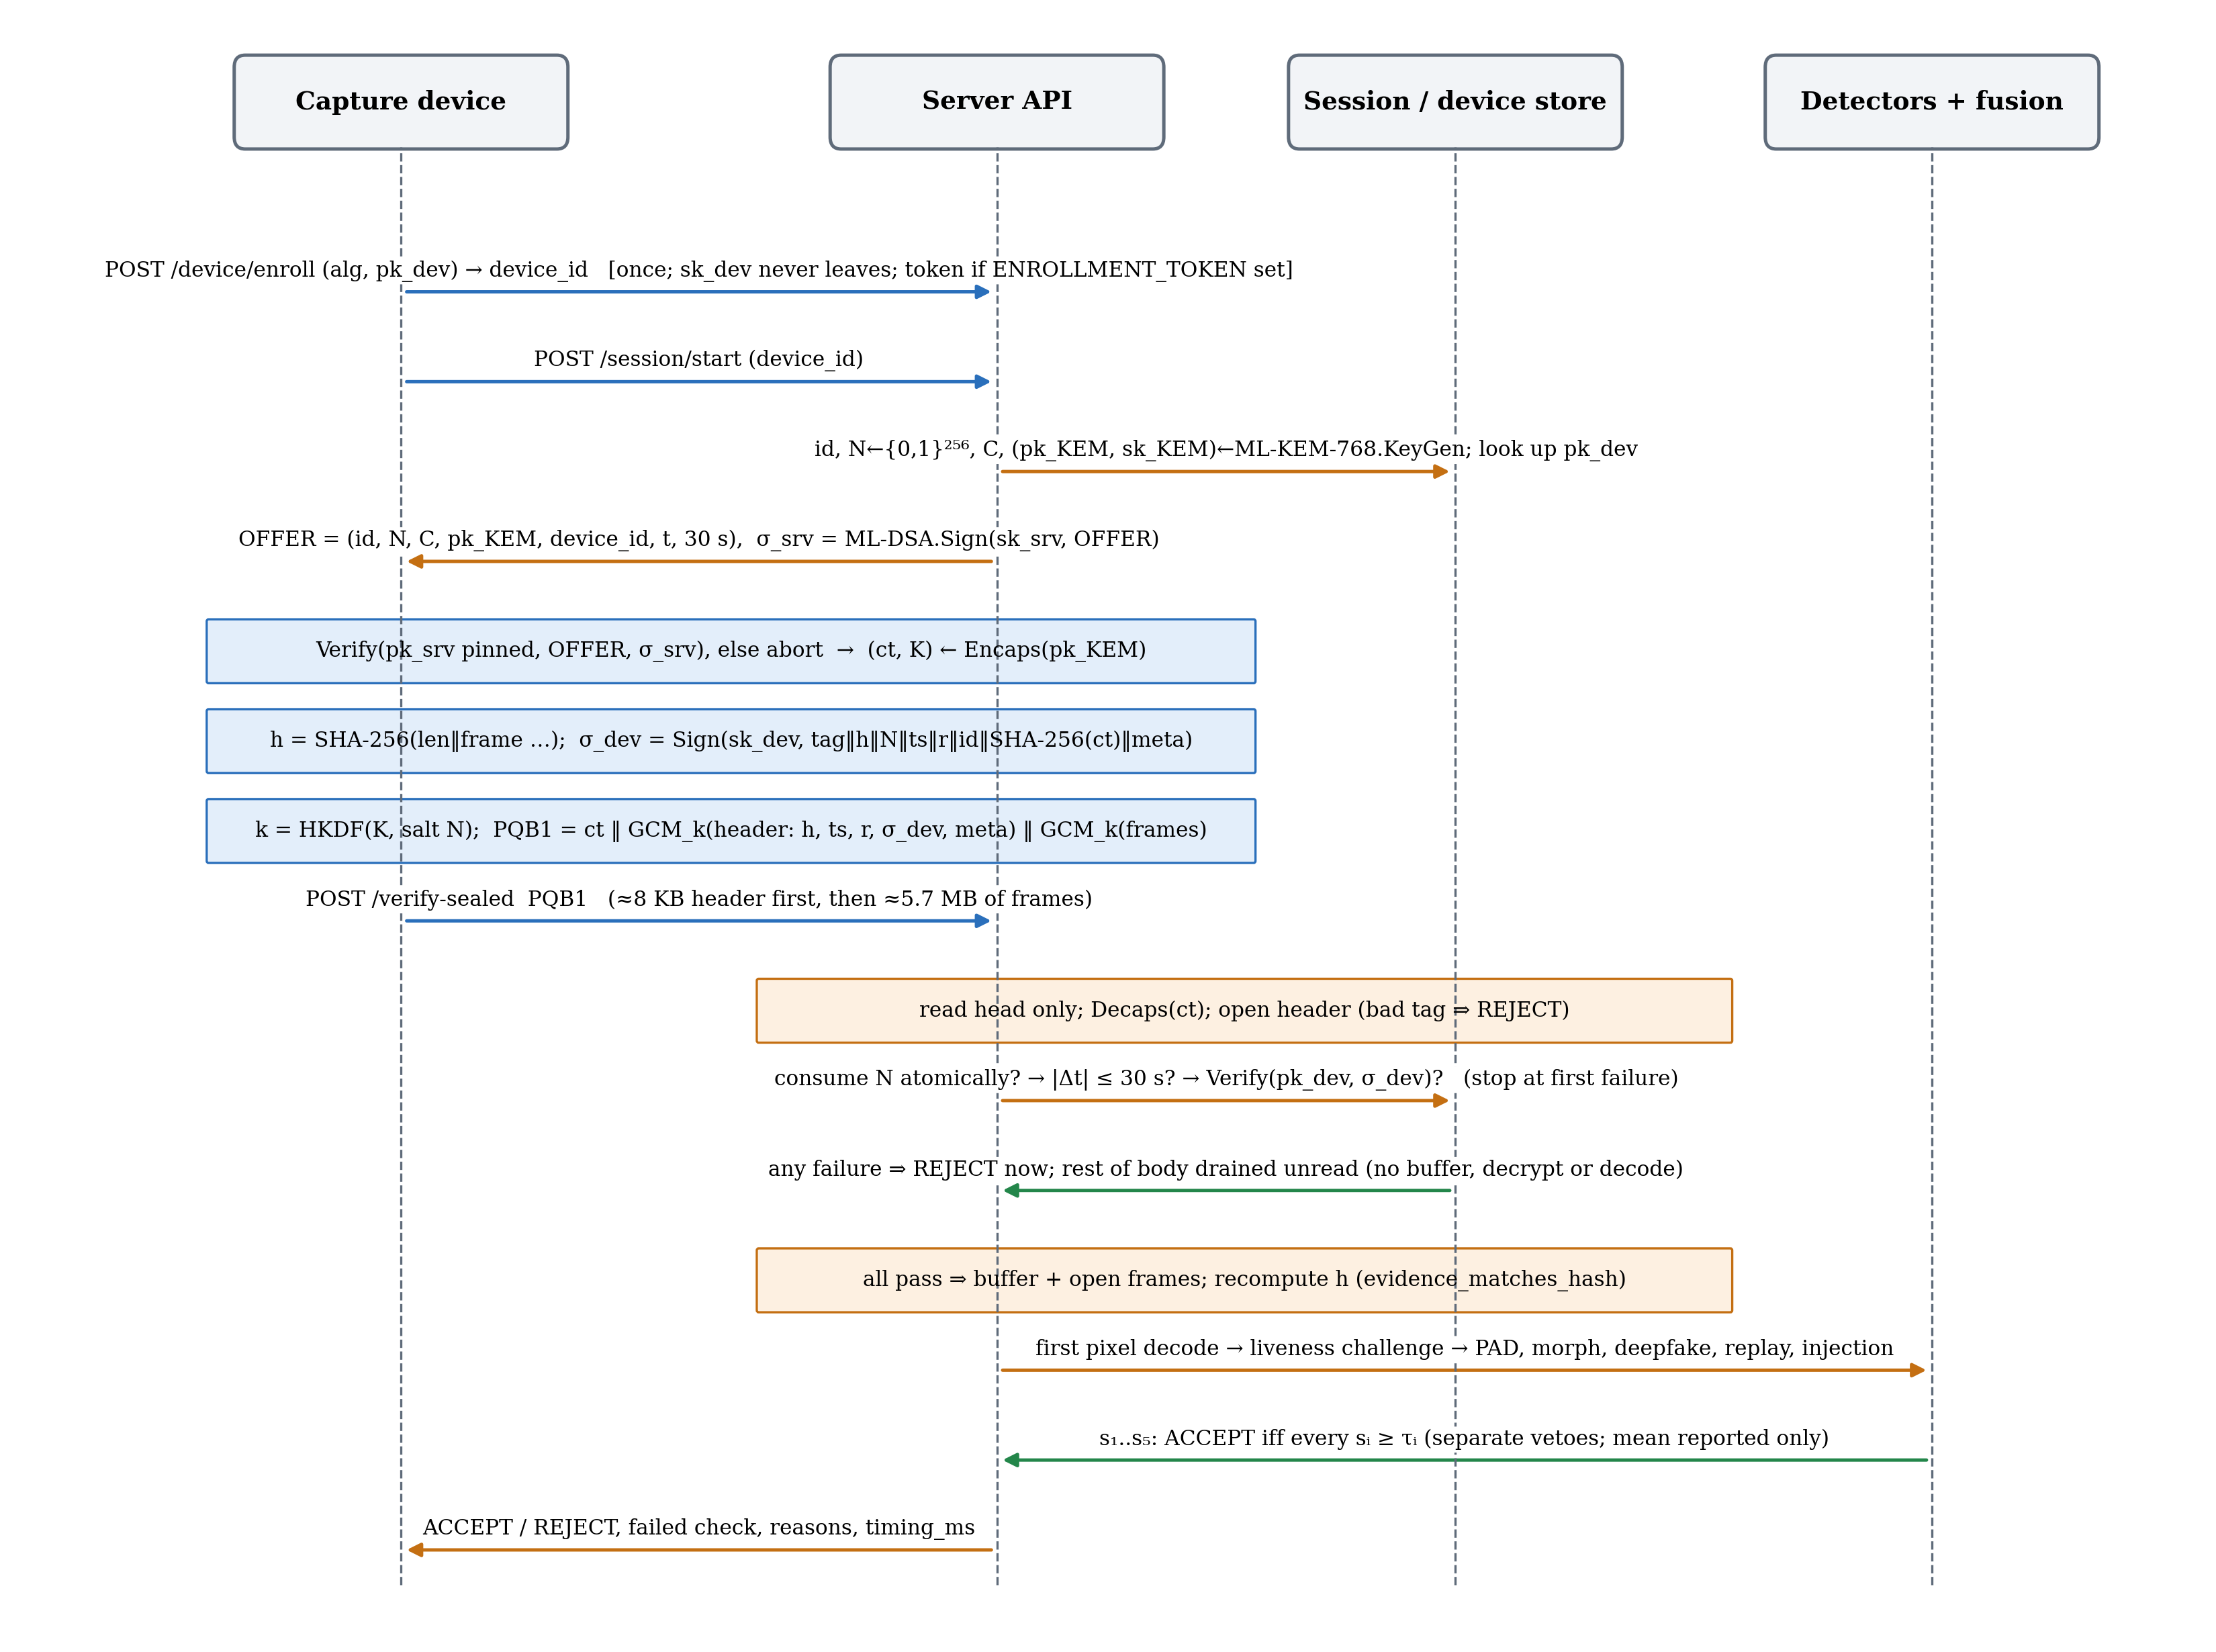 Capture device
Server API
Session / device store
Detectors + fusion
POST /device/enroll (alg, pk_dev) → device_id   [once; sk_dev never leaves; token if ENROLLMENT_TOKEN set]
POST /session/start (device_id)
id, N←{0,1}²⁵⁶, C, (pk_KEM, sk_KEM)←ML-KEM-768.KeyGen; look up pk_dev
OFFER = (id, N, C, pk_KEM, device_id, t, 30 s),  σ_srv = ML-DSA.Sign(sk_srv, OFFER)
Verify(pk_srv pinned, OFFER, σ_srv), else abort  →  (ct, K) ← Encaps(pk_KEM)
h = SHA-256(len‖frame …);  σ_dev = Sign(sk_dev, tag‖h‖N‖ts‖r‖id‖SHA-256(ct)‖meta)
k = HKDF(K, salt N);  PQB1 = ct ‖ GCM_k(header: h, ts, r, σ_dev, meta) ‖ GCM_k(frames)
POST /verify-sealed  PQB1   (≈8 KB header first, then ≈5.7 MB of frames)
read head only; Decaps(ct); open header (bad tag ⇒ REJECT)
consume N atomically? → |Δt| ≤ 30 s? → Verify(pk_dev, σ_dev)?   (stop at first failure)
any failure ⇒ REJECT now; rest of body drained unread (no buffer, decrypt or decode)
all pass ⇒ buffer + open frames; recompute h (evidence_matches_hash)
first pixel decode → liveness challenge → PAD, morph, deepfake, replay, injection
s₁..s₅: ACCEPT iff every sᵢ ≥ τᵢ (separate vetoes; mean reported only)
ACCEPT / REJECT, failed check, reasons, timing_ms